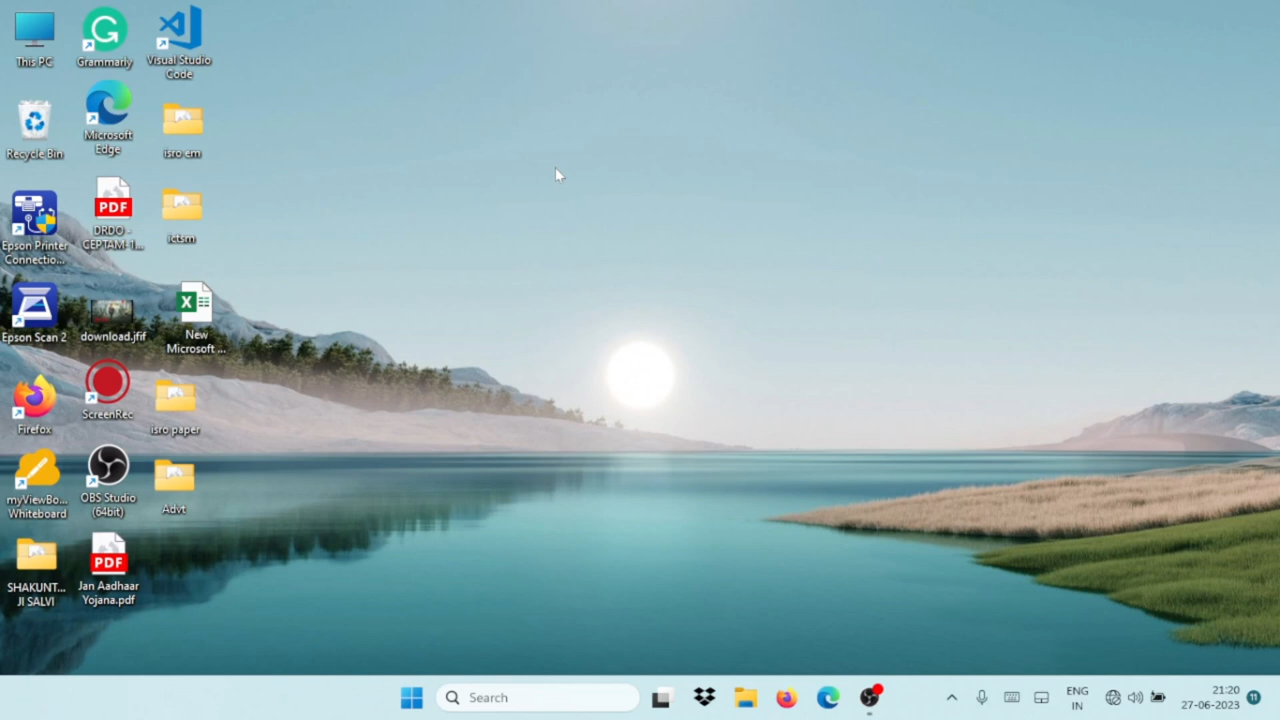 This PC
Grammarly
Visual Studio
Code
Recycle Bin
Microsoft
Edge
isro em
Epson Printer
Connectio...
PDF
DRDO -
CEPTAM-1...
ictsm
Epson Scan 2
download.jfif
New
Microsoft ...
Firefox
ScreenRec
isro paper
myViewBo...
Whiteboard
OBS Studio
(64bit)
Advt
SHAKUNT...
JI SALVI
PDF
Jan Aadhaar
Yojana.pdf
Search
ENG
IN
21:20
27-06-2023
11